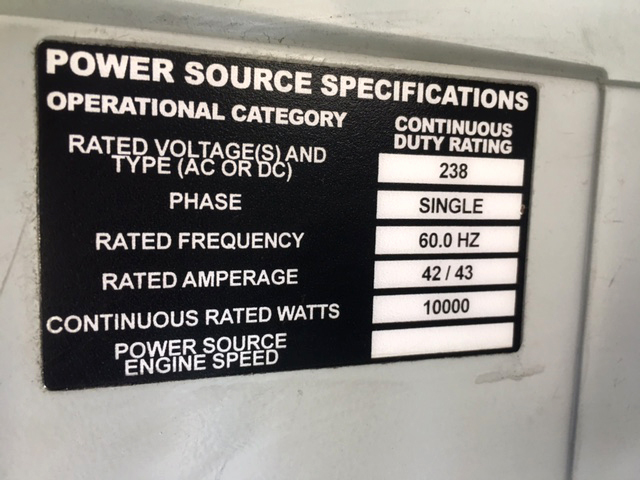 POWER SOURCE SPECIFICATIONS
OPERATIONAL CATEGORY
CONTINUOUS
DUTY RATING
RATED VOLTAGE(S) AND
TYPE (AC OR DC)
238
PHASE
SINGLE
RATED FREQUENCY
60.0 HZ
RATED AMPERAGE
42 / 43
CONTINUOUS RATED WATTS
10000
POWER SOURCE
ENGINE SPEED